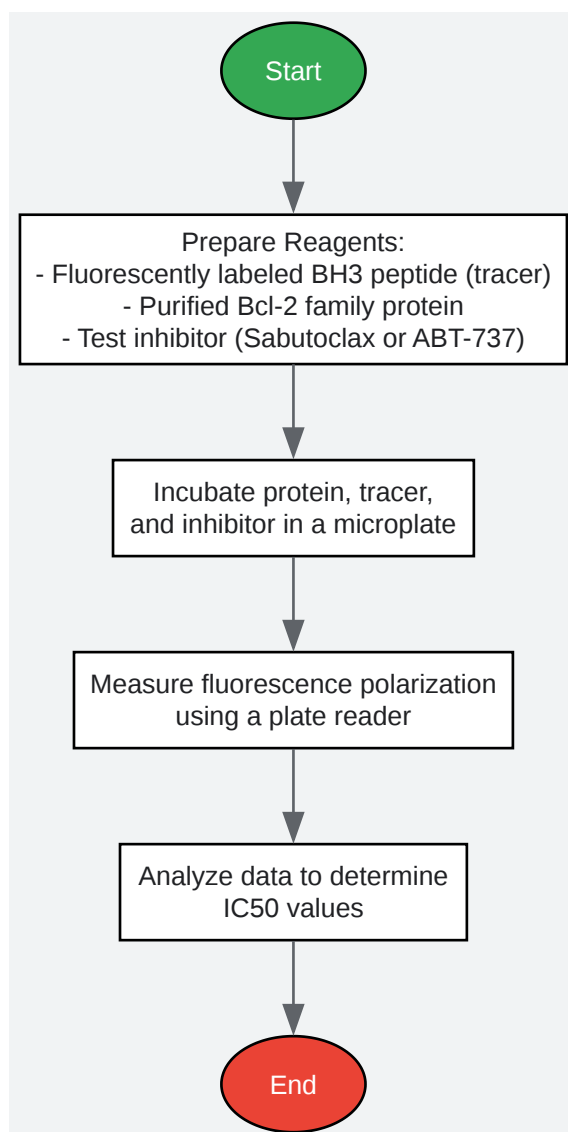 Start
Prepare Reagents:
- Fluorescently labeled BH3 peptide (tracer)
- Purified Bcl-2 family protein
- Test inhibitor (Sabutoclax or ABT-737)
Incubate protein, tracer,
and inhibitor in a microplate
Measure fluorescence polarization
using a plate reader
Analyze data to determine
IC50 values
End